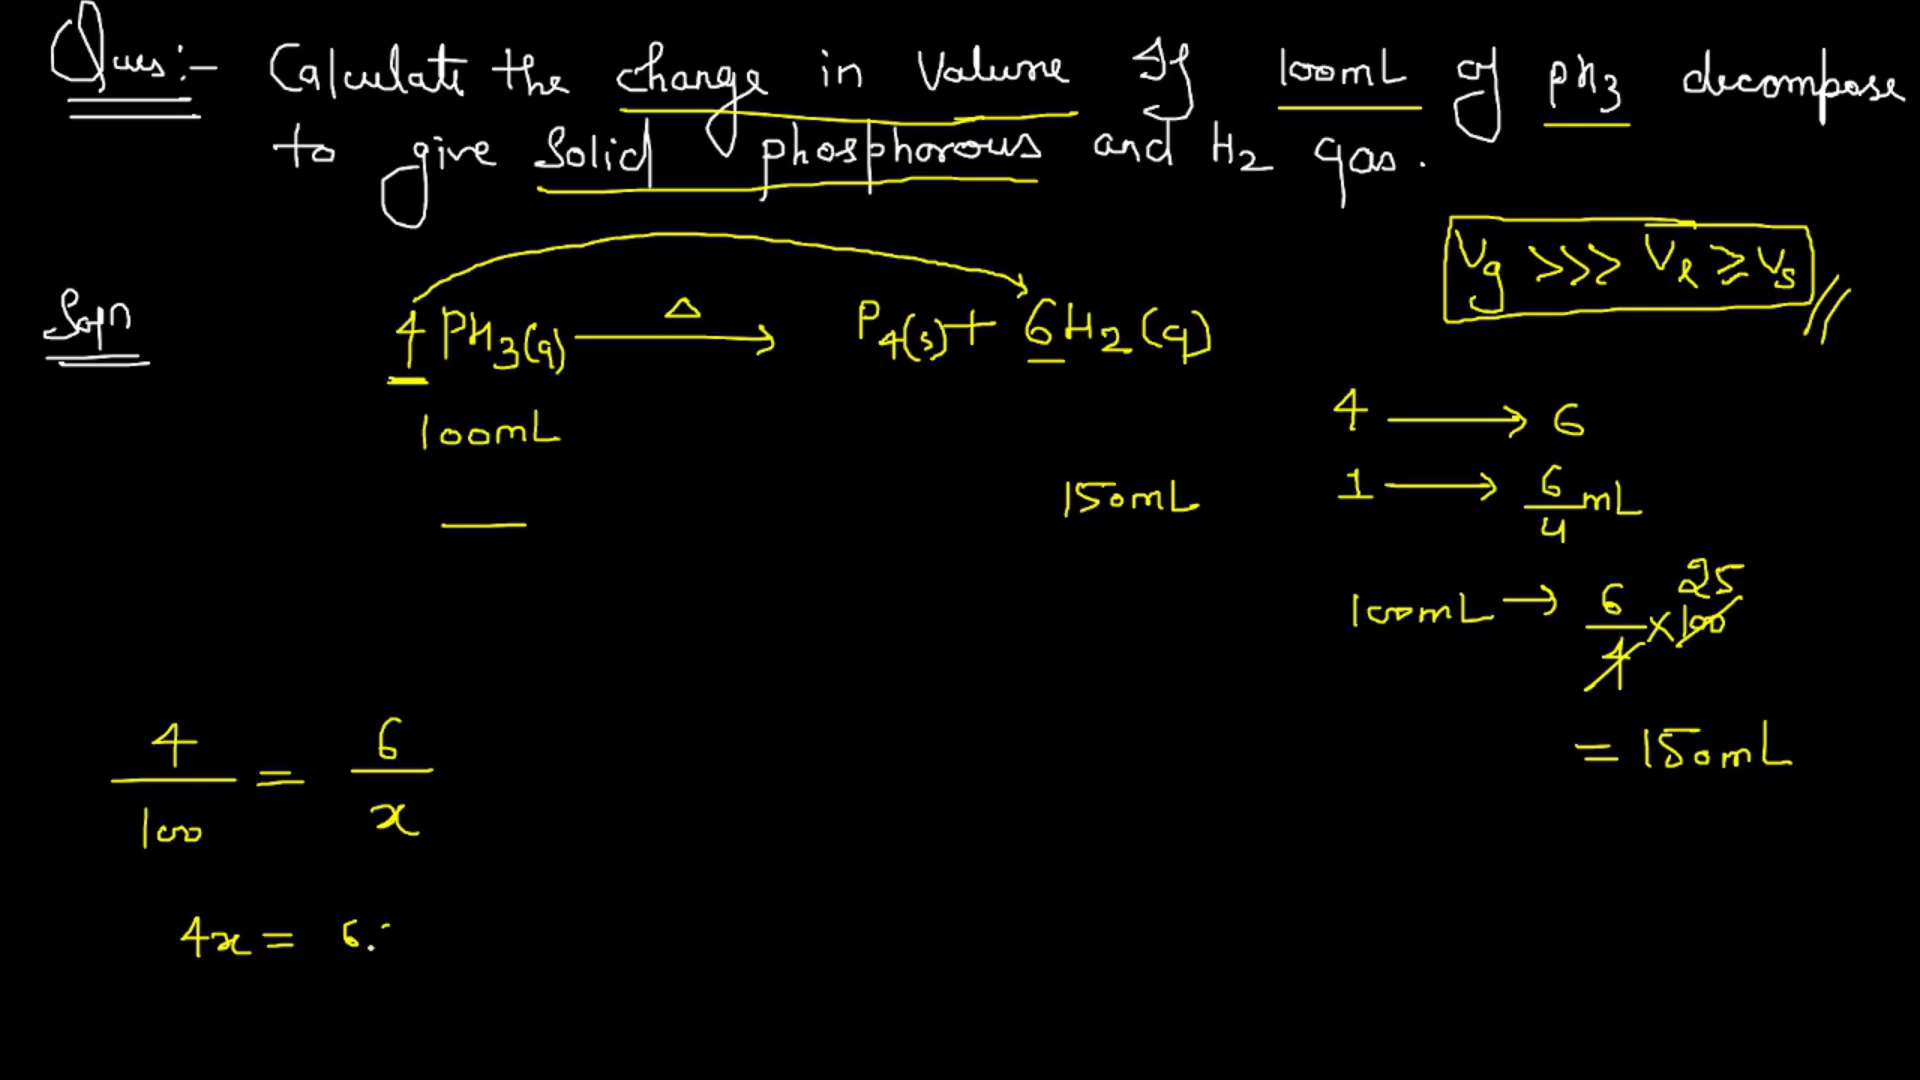 Ques:- Calculate the change in Volume If 100mL of PH3 decompose
to give Solid phosphorous and H2 gas.
Vg >>> Vl ≥ Vs
Soln
4 PH3(g) → Δ P4(s) + 6H2(g)
100mL
150mL
4 → 6
1 → 6/4 mL
100mL → 6/4 × 100 25
= 150mL
4/100 = 6/x
4x = 6.